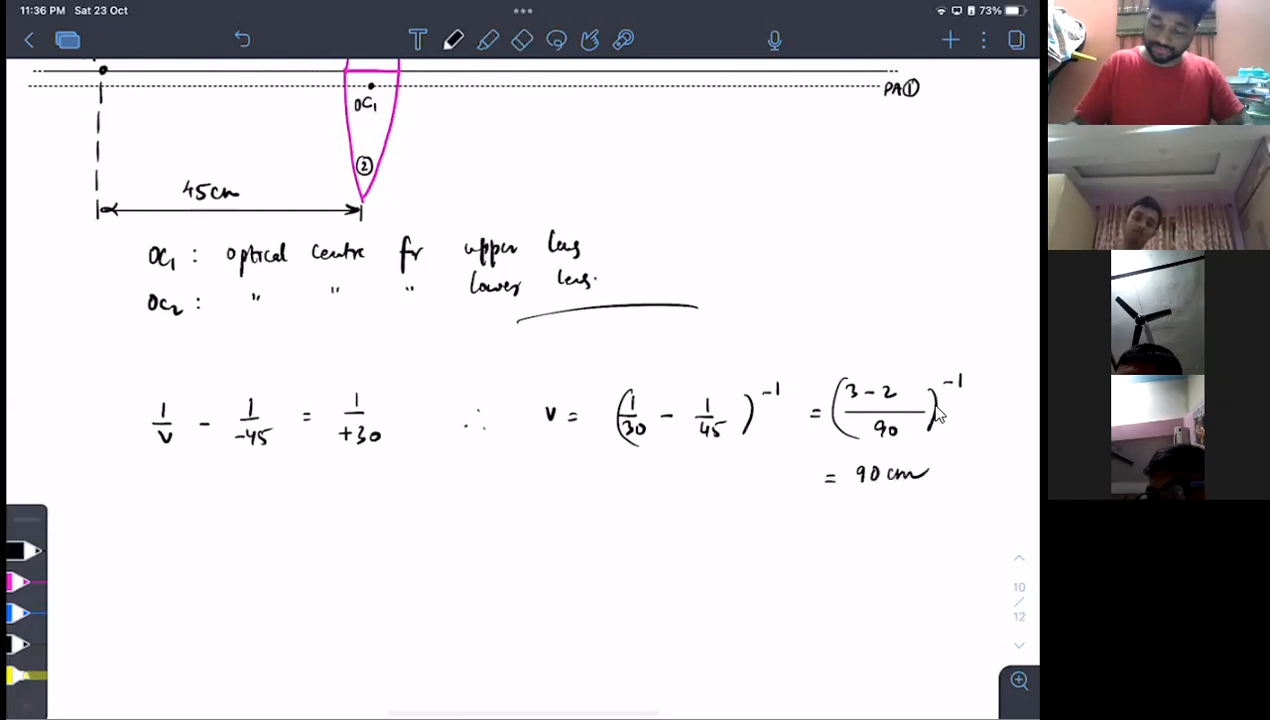 11:36 PM Sat 23 Oct
73%
PA①
OC₁
②
45cm
OC₁ : optical centre fr upper lens
OC₂ : " " " lower lens.
1/v - 1/-45 = 1/+30 ∴ v = (1/30 - 1/45)⁻¹ = ((3-2)/90)⁻¹
= 90 cm
10
/
12